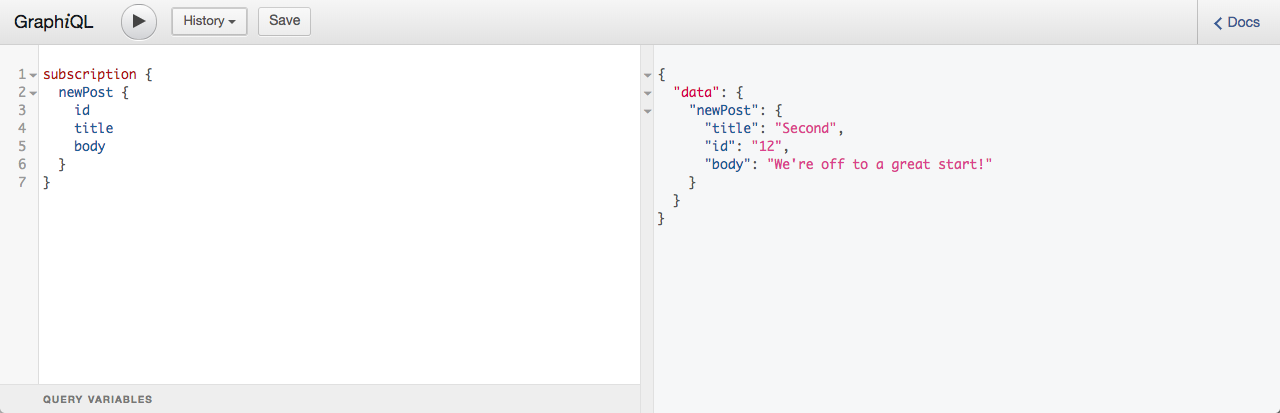 GraphiQL History Save Docs
1 subscription {
2   newPost {
3     id
4     title
5     body
6   }
7 }
QUERY VARIABLES
{
  "data": {
    "newPost": {
      "title": "Second",
      "id": "12",
      "body": "We're off to a great start!"
    }
  }
}